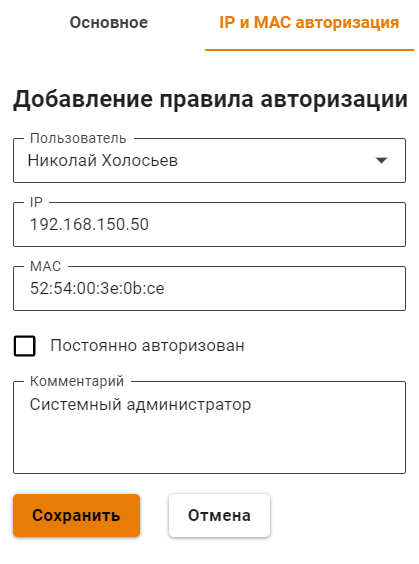 Основное
IP и MAC авторизация
Добавление правила авторизации
Пользователь
Николай Холосьев
IP
192.168.150.50
MAC
52:54:00:3e:0b:ce
Постоянно авторизован
Комментарий
Системный администратор
Сохранить
Отмена